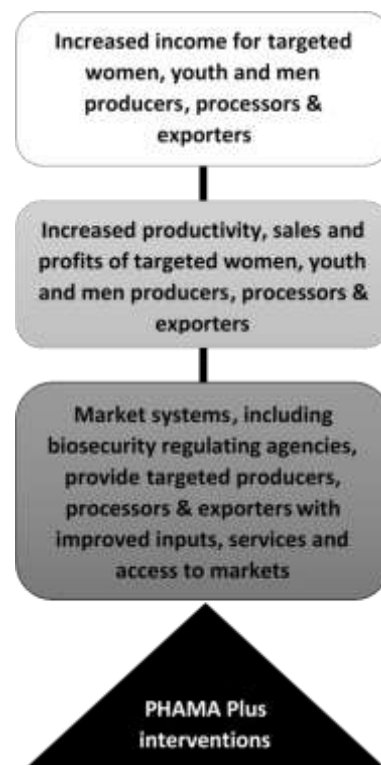 Increased income for targeted
women, youth and men
producers, processors &
exporters
Increased productivity, sales and
profits of targeted women, youth
and men producers, processors &
exporters
Market systems, including
biosecurity regulating agencies,
provide targeted producers,
processors & exporters with
improved inputs, services and
access to markets
PHAMA Plus
interventions